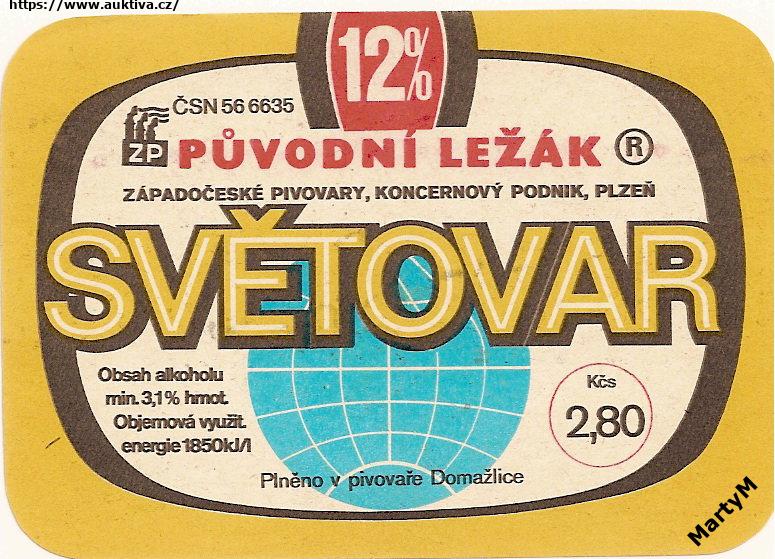 https://www.auktiva.cz/
12%
ČSN 56 6635
ZP PŮVODNÍ LEŽÁK ®
ZÁPADOČESKÉ PIVOVARY, KONCERNOVÝ PODNIK, PLZEŇ
SVĚTOVAR
Obsah alkoholu
min. 3,1% hmot.
Objemová využit.
energie 1850kJ/l
Kčs
2,80
Plněno v pivovaře Domažlice
MartyM